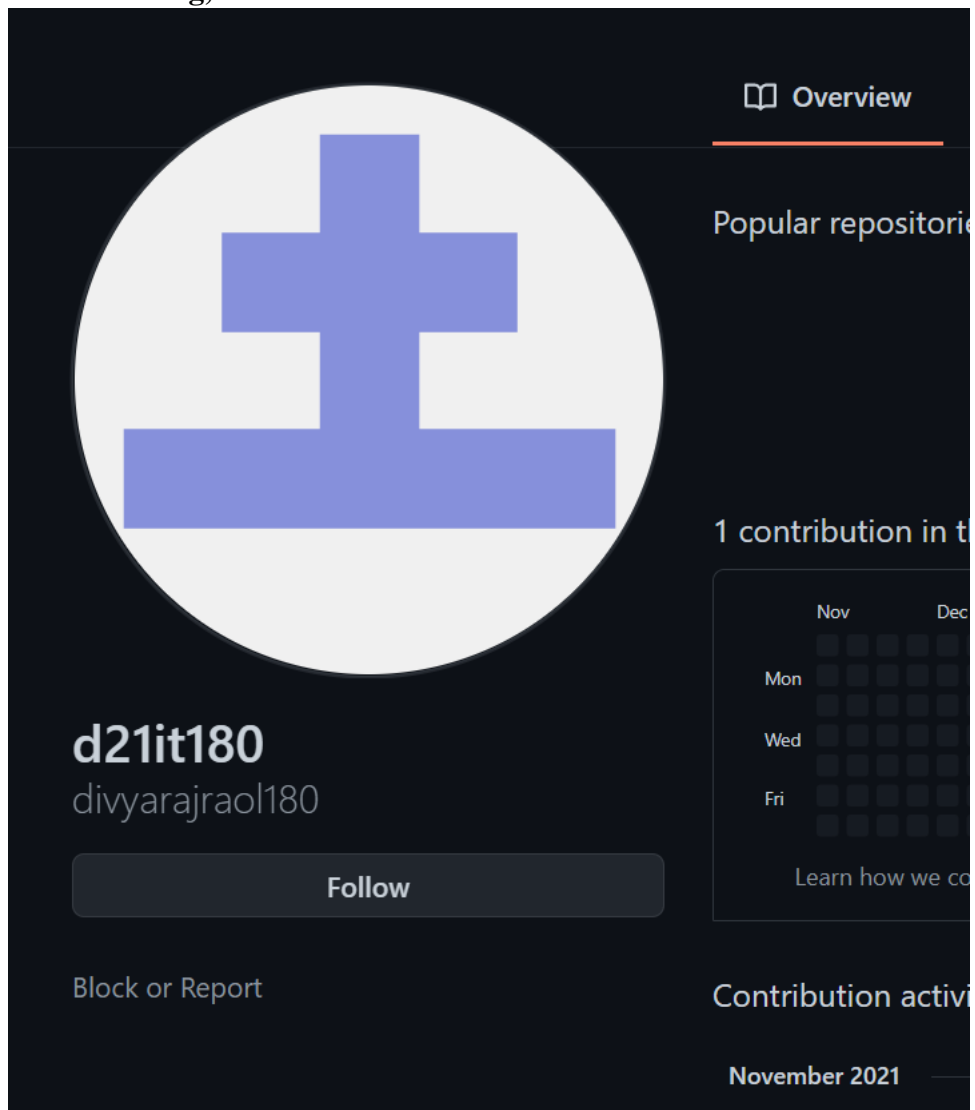 Overview
Popular repositorie
1 contribution in t
Nov Dec
Mon
Wed
Fri
Learn how we co
d21it180
divyarajraol180
Follow
Block or Report
Contribution activi
November 2021